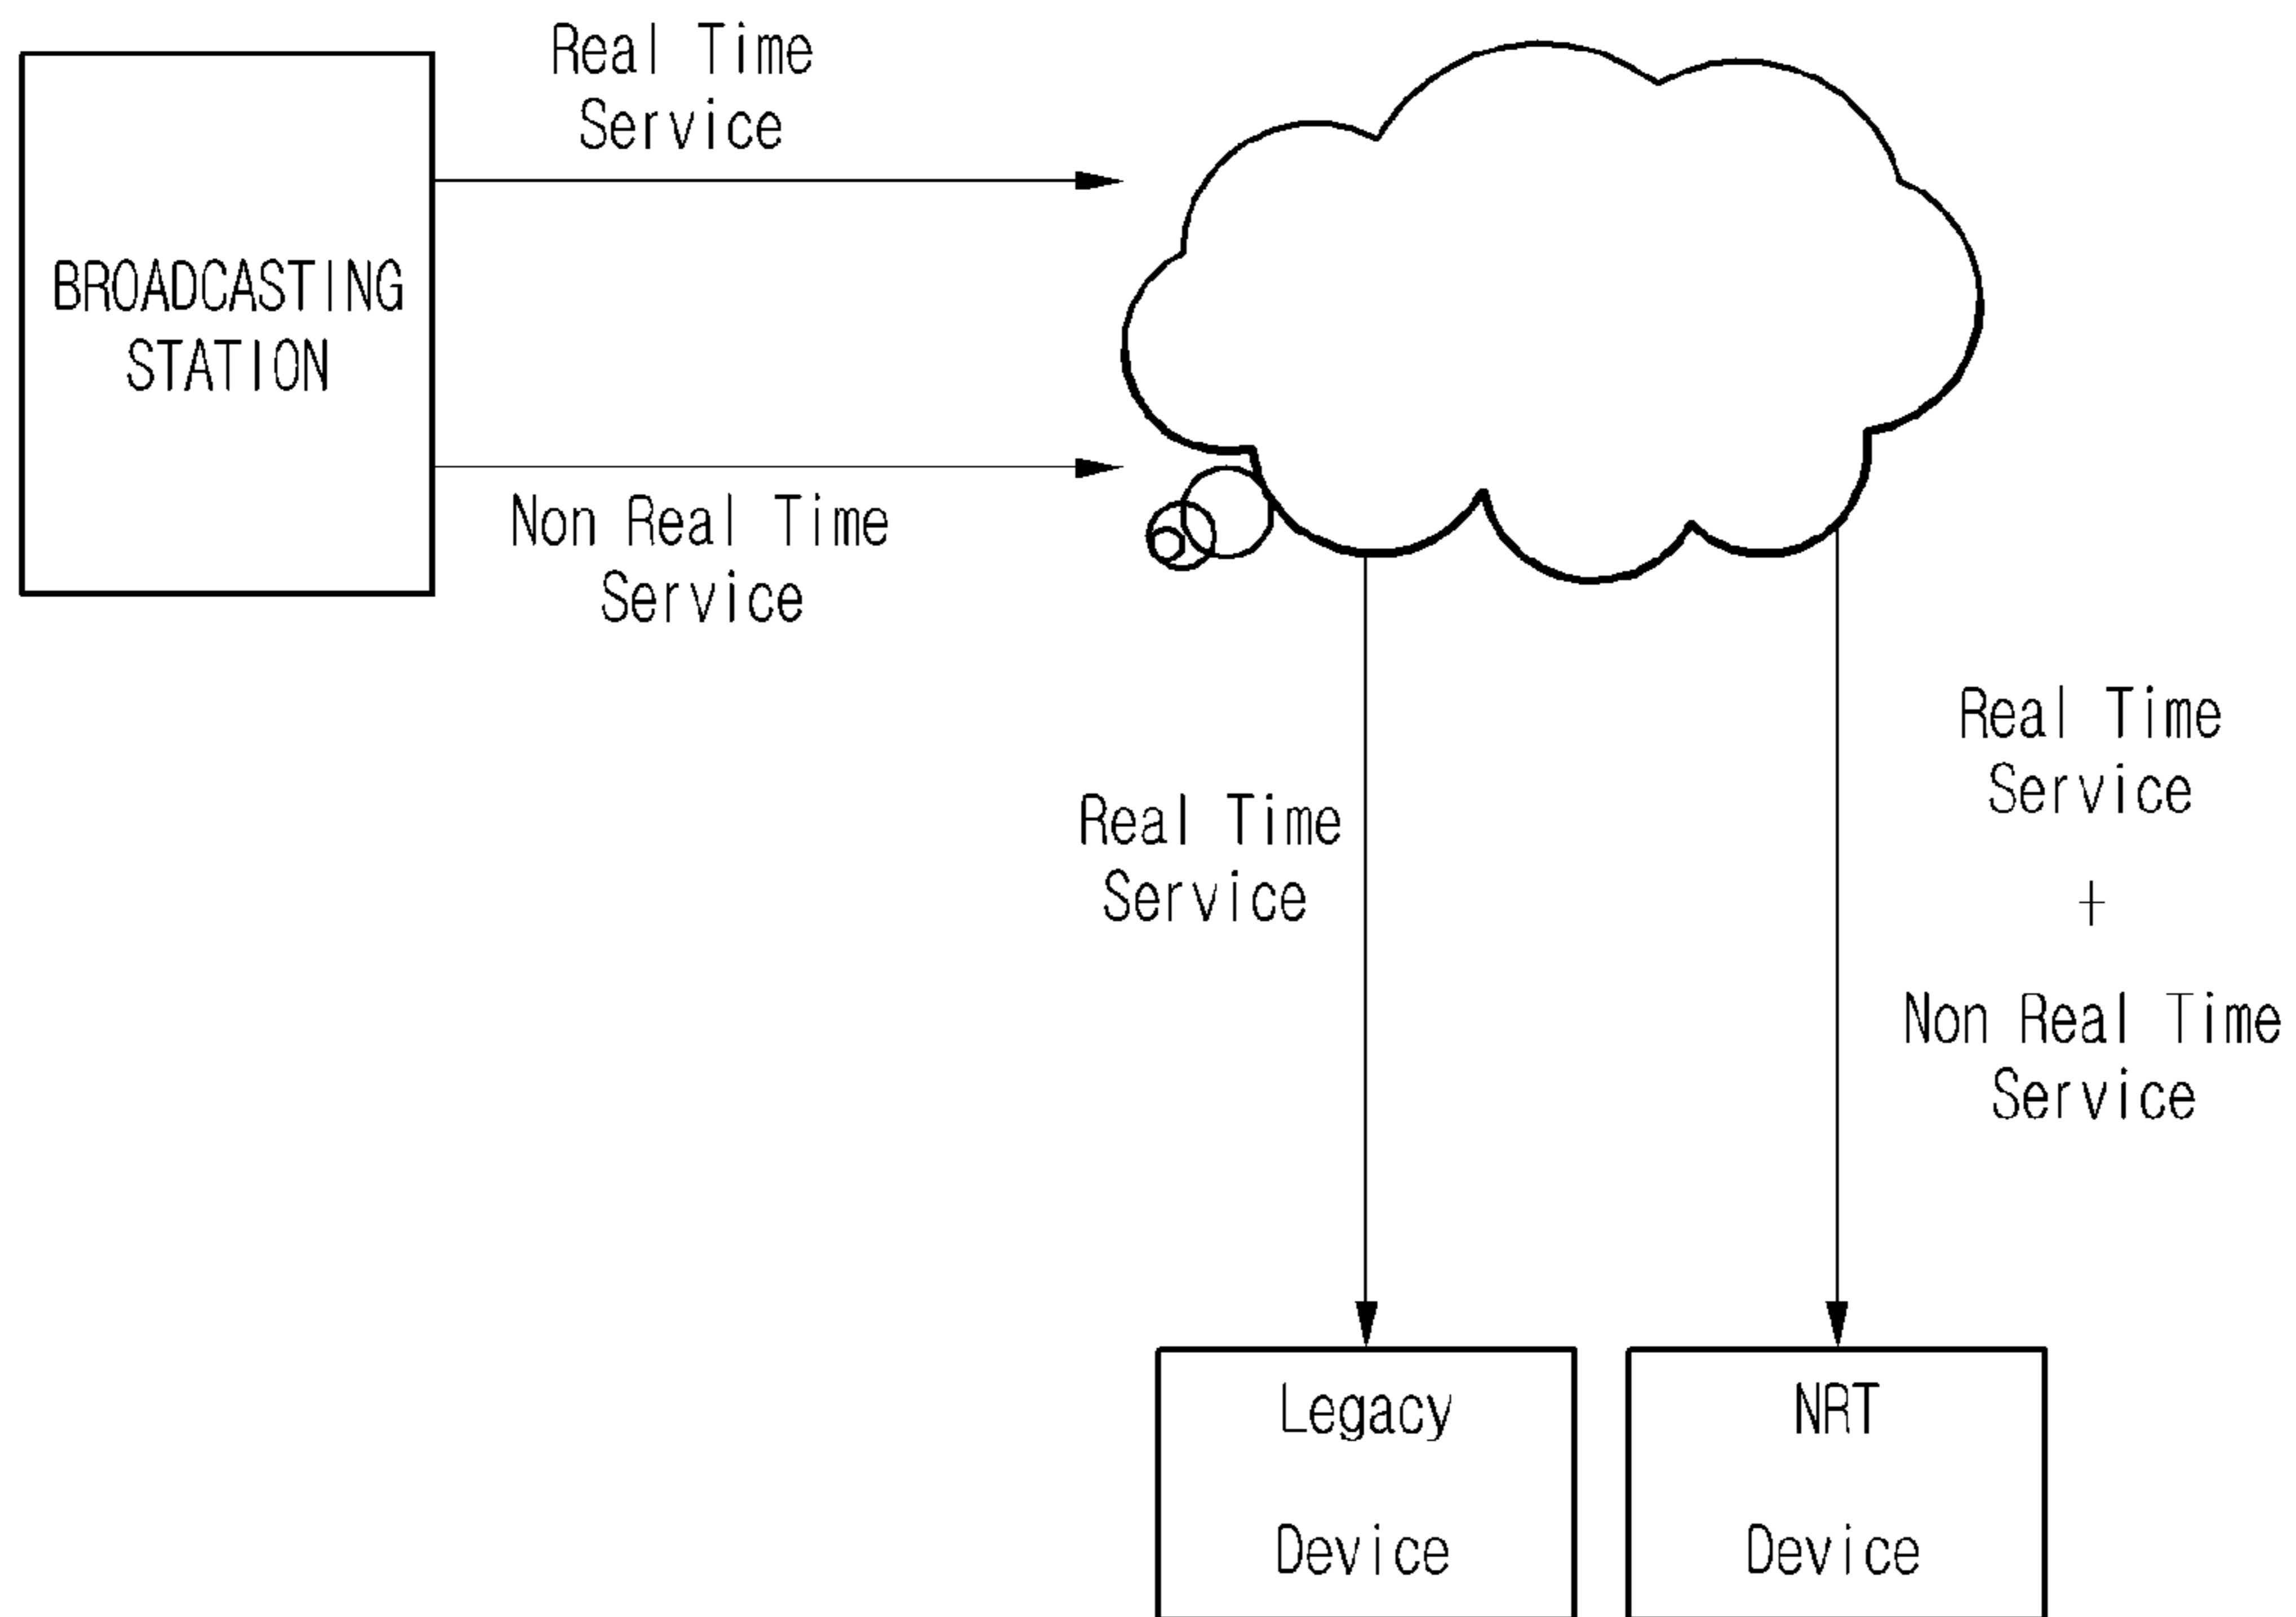 Real Time
Service
BROADCASTING
STATION
Non Real Time
Service
Real Time
Service
Real Time
Service
+
Non Real Time
Service
Legacy
Device
NRT
Device